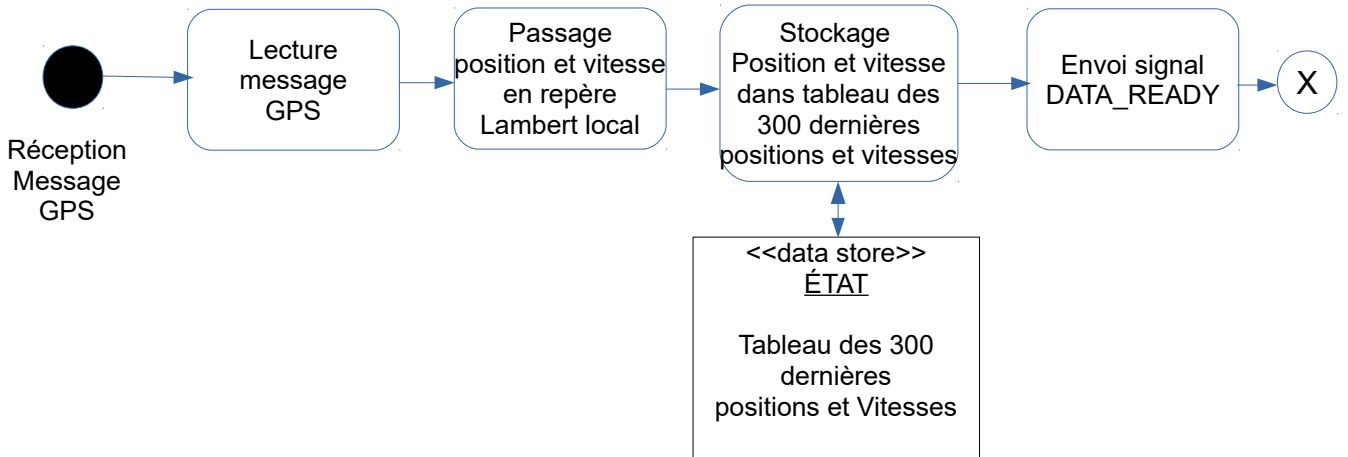 Réception
Message
GPS
Lecture
message
GPS
Passage
position et vitesse
en repère
Lambert local
Stockage
Position et vitesse
dans tableau des
300 dernières
positions et vitesses
Envoi signal
DATA_READY
X
<<data store>>
ÉTAT
Tableau des 300
dernières
positions et Vitesses